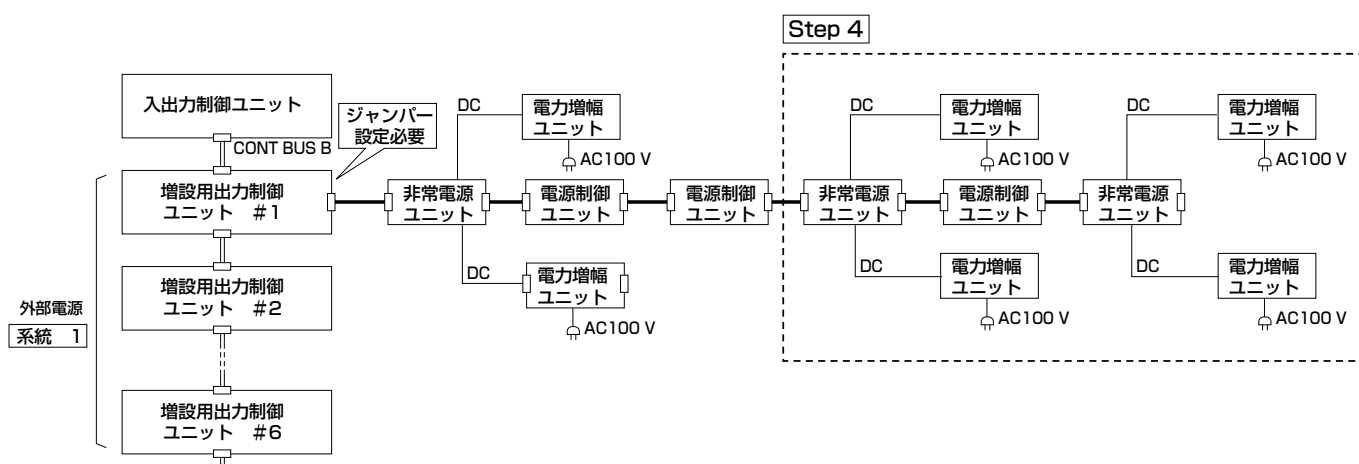 Step 4
入出力制御ユニット
CONT BUS B
ジャンパー
設定必要
外部電源
系統 1
増設用出力制御
ユニット #1
増設用出力制御
ユニット #2
増設用出力制御
ユニット #6
非常電源
ユニット
DC
電力増幅
ユニット
AC100 V
DC
電力増幅
ユニット
AC100 V
電源制御
ユニット
電源制御
ユニット
非常電源
ユニット
DC
電力増幅
ユニット
AC100 V
DC
電力増幅
ユニット
AC100 V
電源制御
ユニット
非常電源
ユニット
DC
電力増幅
ユニット
AC100 V
DC
電力増幅
ユニット
AC100 V